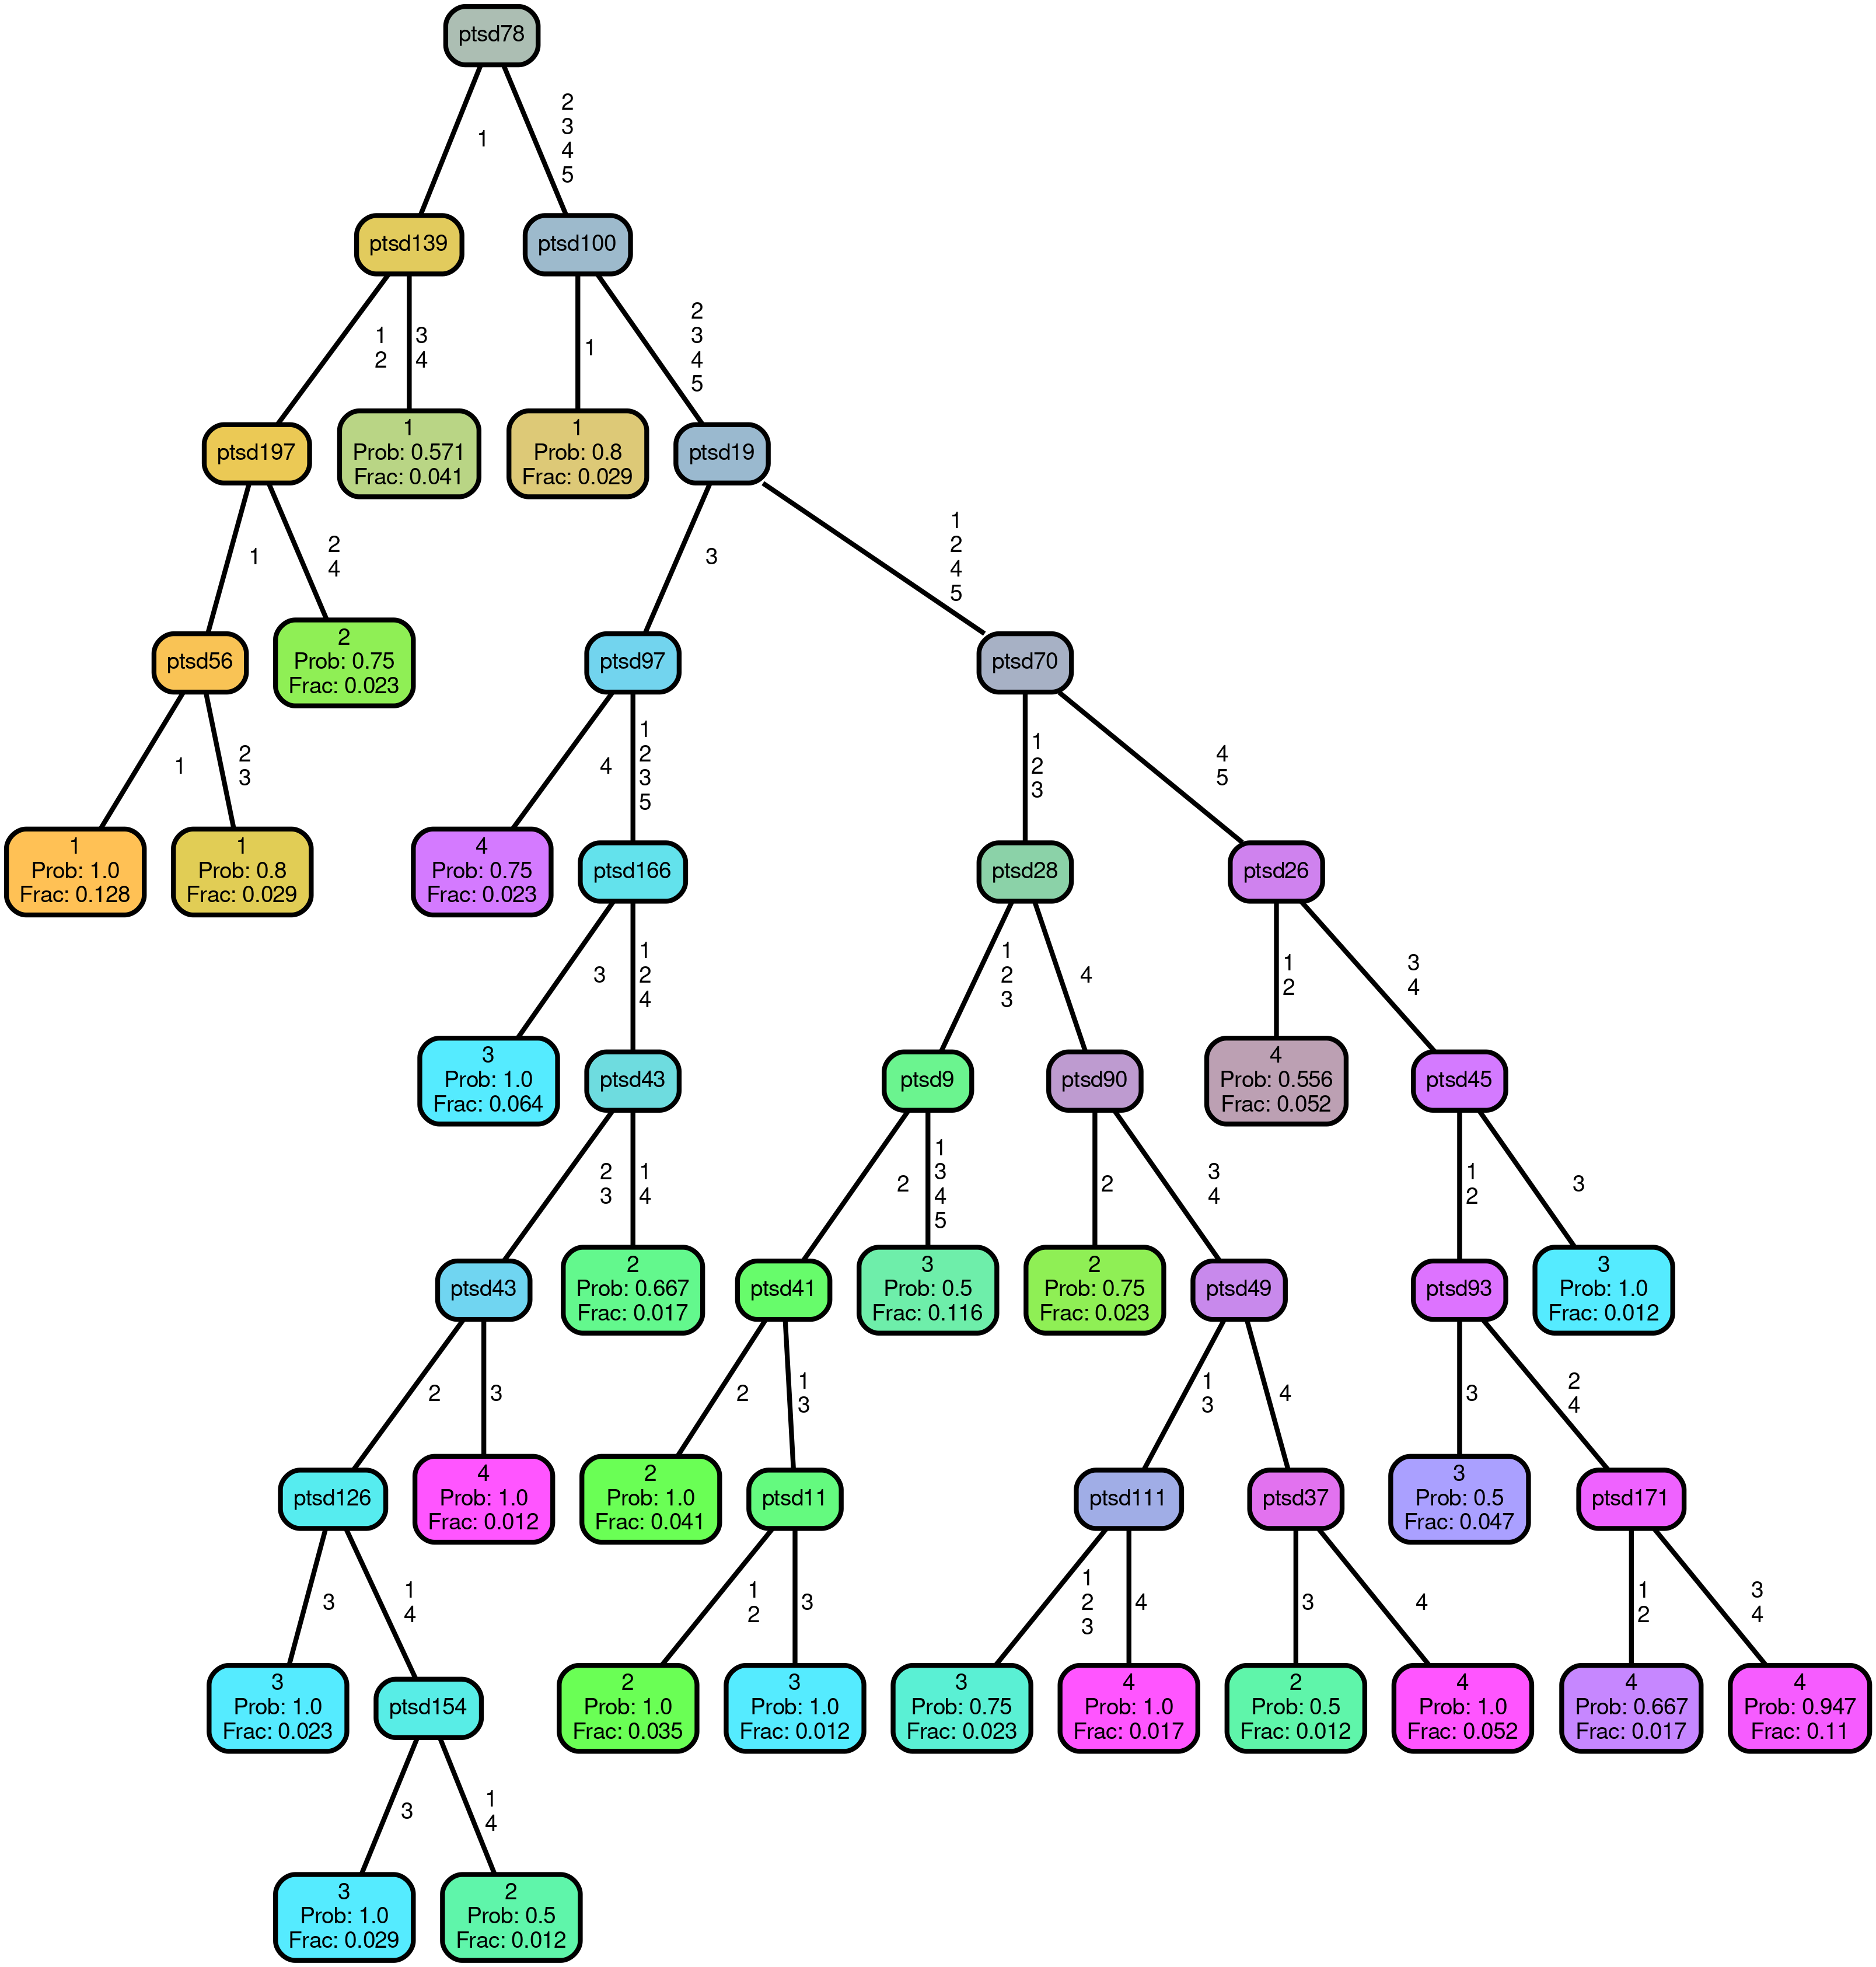 ptsd78
1
2
3
4
5
ptsd139
ptsd100
1
2
3
4
1
2
3
4
5
ptsd197
1
Prob: 0.571
Frac: 0.041
1
Prob: 0.8
Frac: 0.029
ptsd19
1
2
4
3
1
2
4
5
ptsd56
2
Prob: 0.75
Frac: 0.023
ptsd97
ptsd70
1
2
3
4
1
2
3
5
1
2
3
4
5
1
Prob: 1.0
Frac: 0.128
1
Prob: 0.8
Frac: 0.029
4
Prob: 0.75
Frac: 0.023
ptsd166
ptsd28
ptsd26
3
1
2
4
1
2
3
4
1
2
3
4
3
Prob: 1.0
Frac: 0.064
ptsd43
ptsd9
ptsd90
4
Prob: 0.556
Frac: 0.052
ptsd45
2
3
1
4
2
1
3
4
5
2
3
4
1
2
3
ptsd43
2
Prob: 0.667
Frac: 0.017
ptsd41
3
Prob: 0.5
Frac: 0.116
2
Prob: 0.75
Frac: 0.023
ptsd49
ptsd93
3
Prob: 1.0
Frac: 0.012
2
3
2
1
3
1
3
4
3
2
4
ptsd126
4
Prob: 1.0
Frac: 0.012
2
Prob: 1.0
Frac: 0.041
ptsd11
ptsd111
ptsd37
3
Prob: 0.5
Frac: 0.047
ptsd171
3
1
4
1
2
3
1
2
3
4
3
4
1
2
3
4
3
Prob: 1.0
Frac: 0.023
ptsd154
2
Prob: 1.0
Frac: 0.035
3
Prob: 1.0
Frac: 0.012
3
Prob: 0.75
Frac: 0.023
4
Prob: 1.0
Frac: 0.017
2
Prob: 0.5
Frac: 0.012
4
Prob: 1.0
Frac: 0.052
4
Prob: 0.667
Frac: 0.017
4
Prob: 0.947
Frac: 0.11
3
1
4
3
Prob: 1.0
Frac: 0.029
2
Prob: 0.5
Frac: 0.012